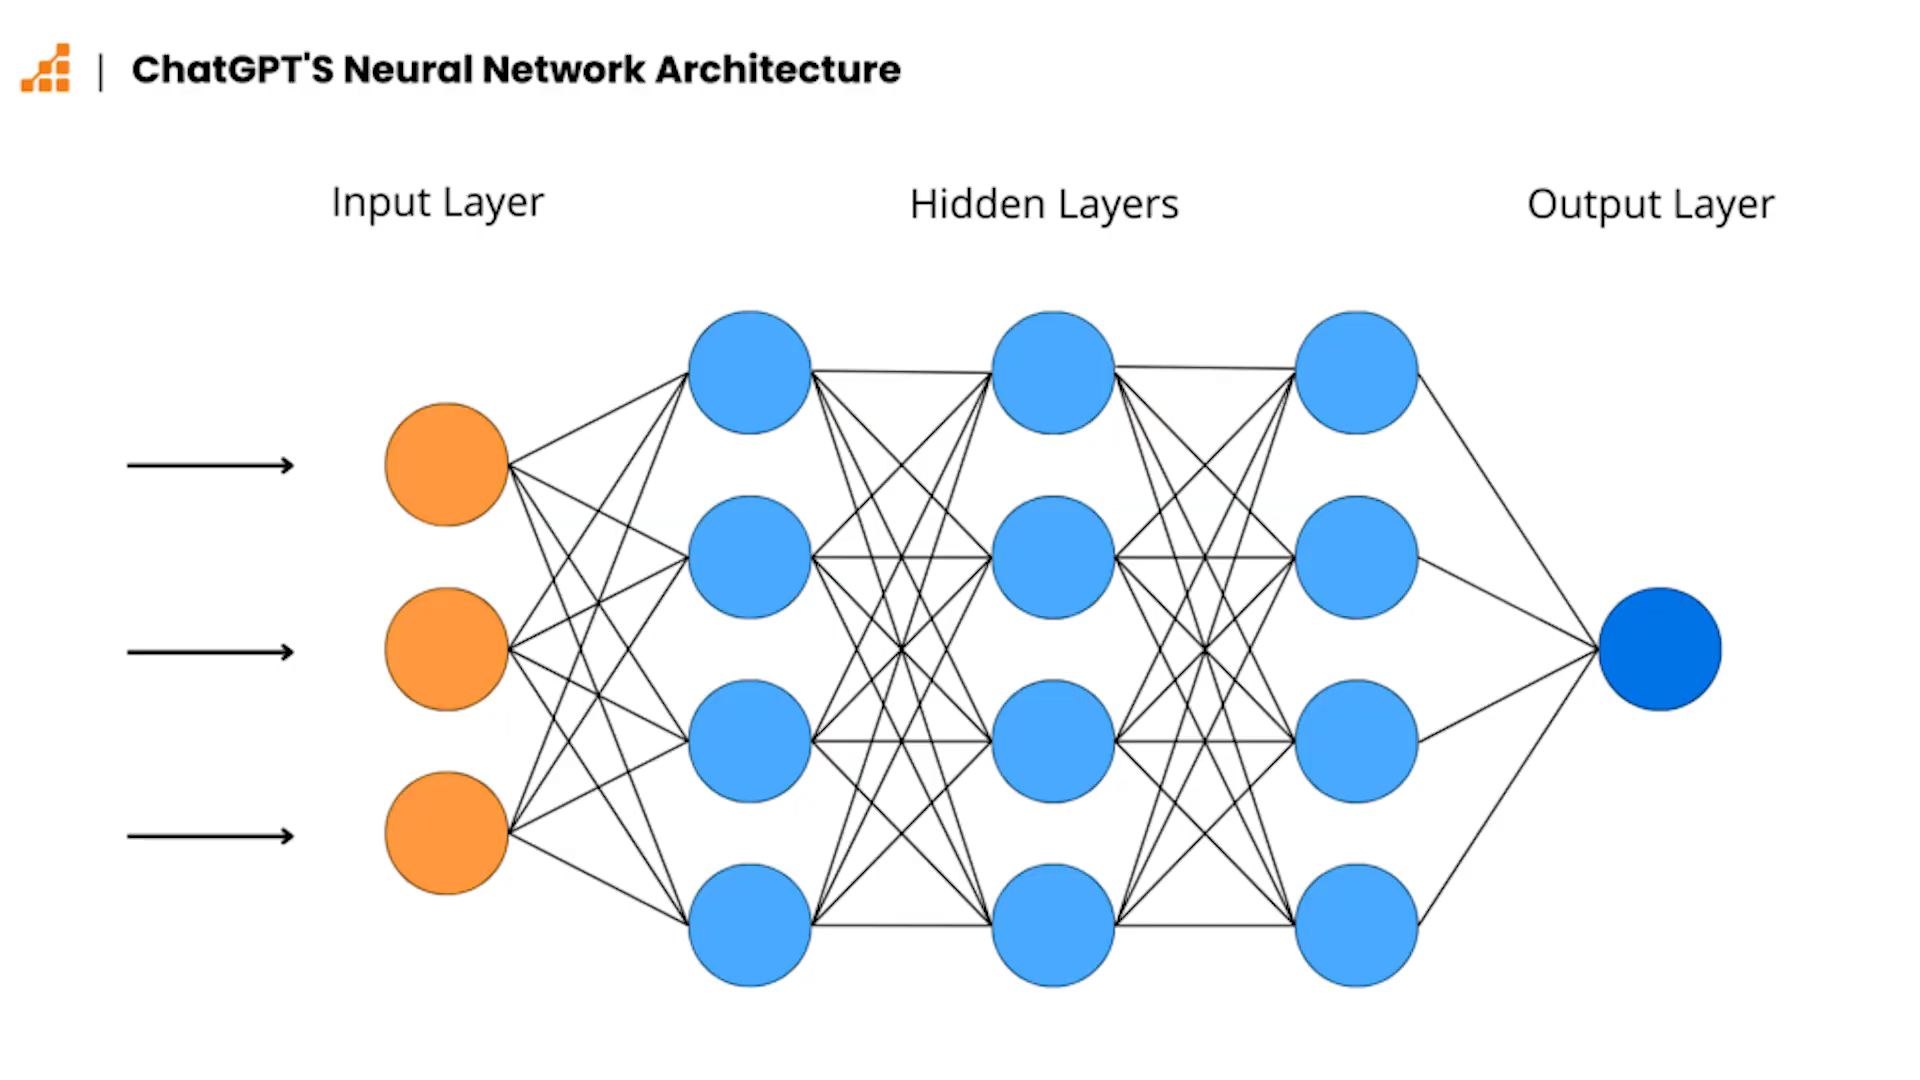 ChatGPT'S Neural Network Architecture
Input Layer
Hidden Layers
Output Layer